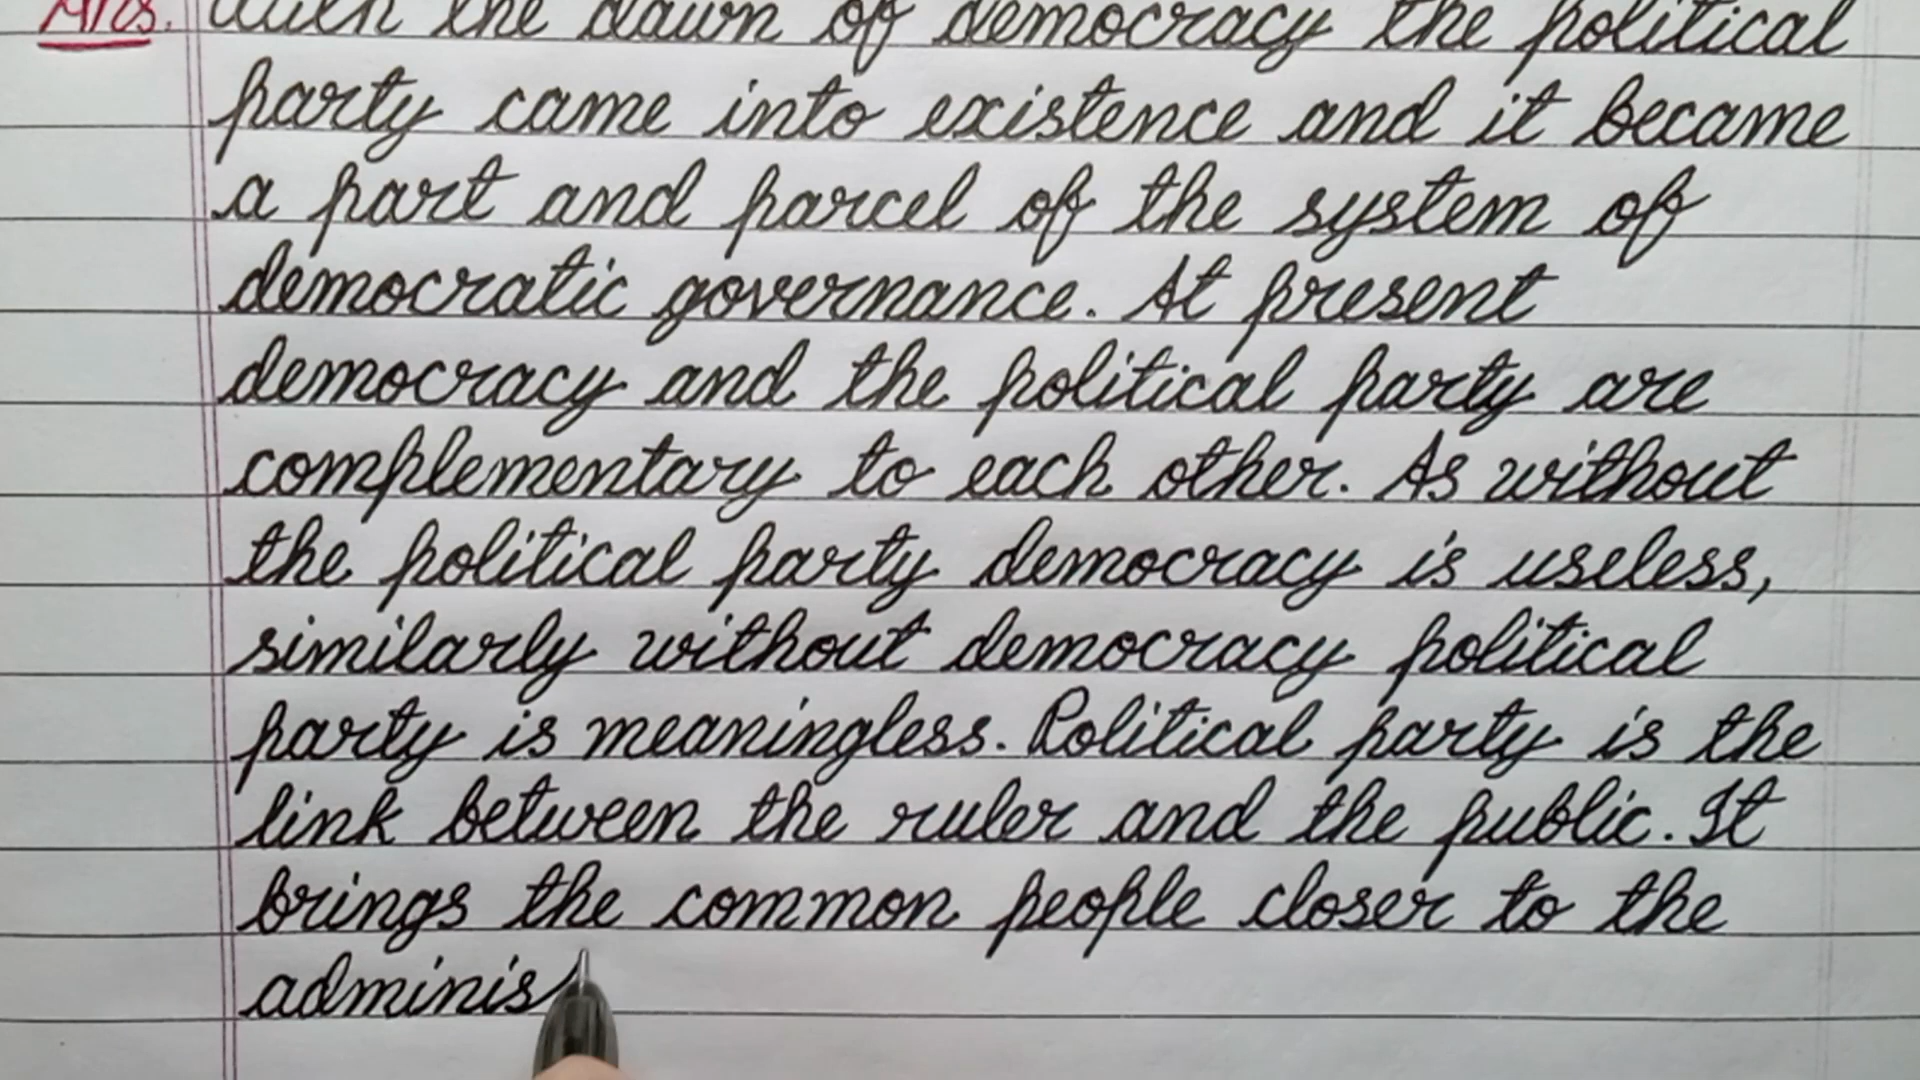 Ans. With the dawn of democracy the political
party came into existence and it became
a part and parcel of the system of
democratic governance. At present
democracy and the political party are
complementary to each other. As without
the political party democracy is useless,
similarly without democracy political
party is meaningless. Political party is the
link between the ruler and the public. It
brings the common people closer to the
adminis